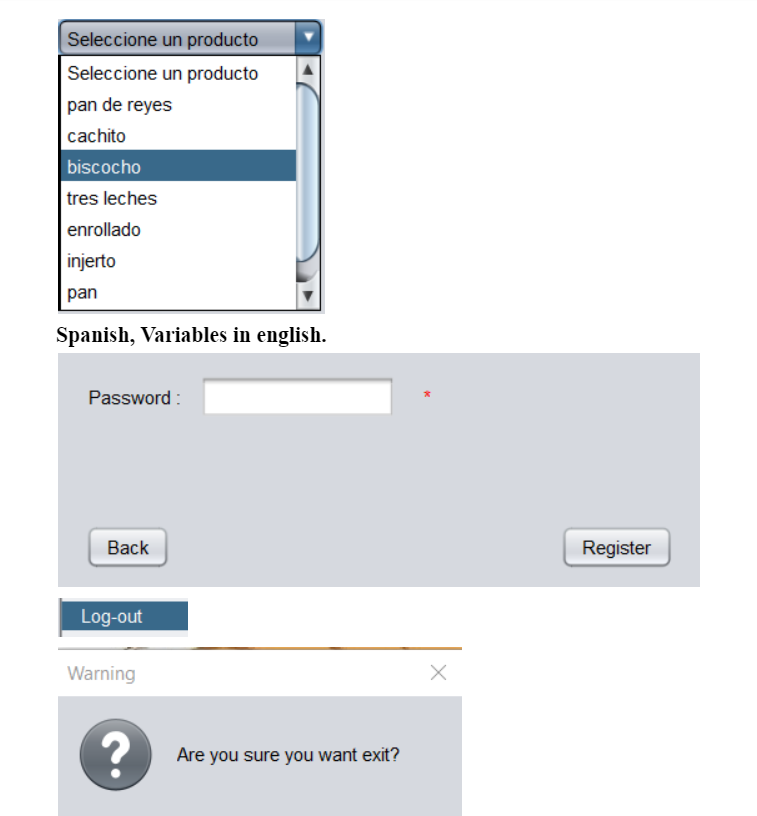 Seleccione un producto
Seleccione un producto
pan de reyes
cachito
biscocho
tres leches
enrollado
injerto
pan
Spanish, Variables in english.
Password : *
Back Register
Log-out
Warning
?
Are you sure you want exit?